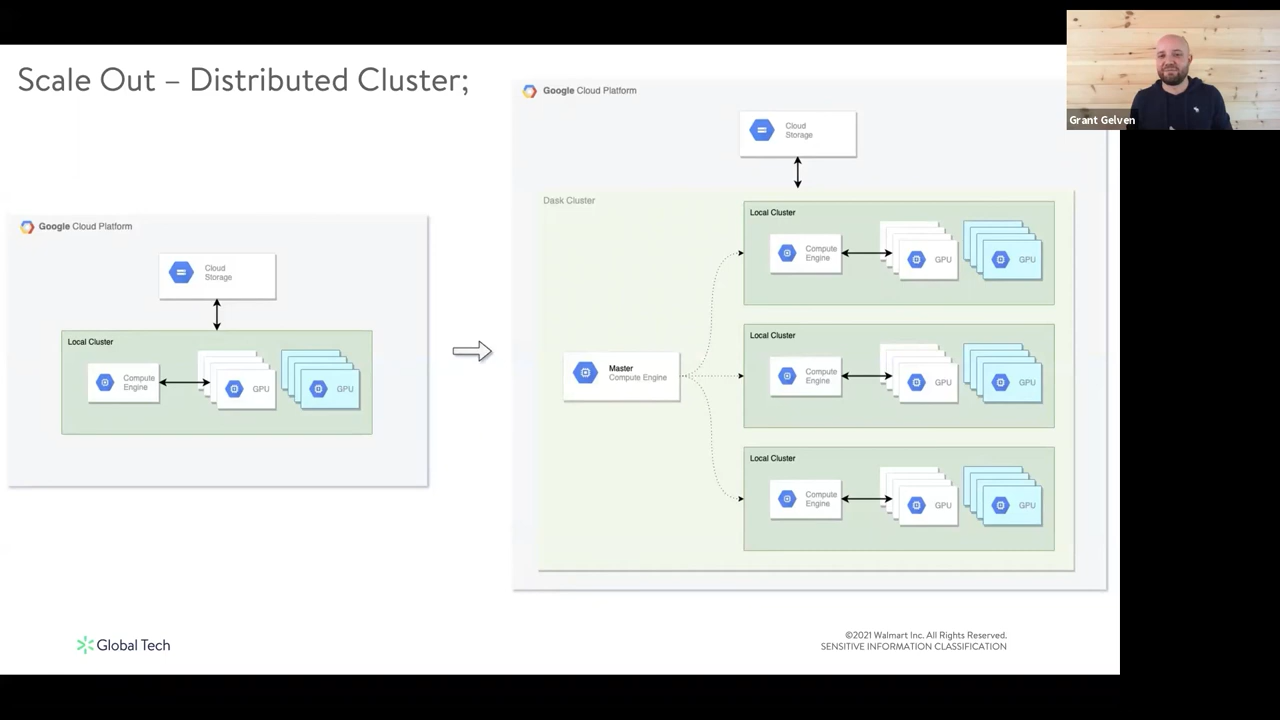 Scale Out – Distributed Cluster;
Google Cloud Platform
Cloud
Storage
Local Cluster
Compute
Engine
GPU
GPU
Google Cloud Platform
Cloud
Storage
Dask Cluster
Master
Compute Engine
Local Cluster
Compute
Engine
GPU
GPU
Local Cluster
Compute
Engine
GPU
GPU
Local Cluster
Compute
Engine
GPU
GPU
Grant Gelven
Global Tech
©2021 Walmart Inc. All Rights Reserved.
SENSITIVE INFORMATION CLASSIFICATION